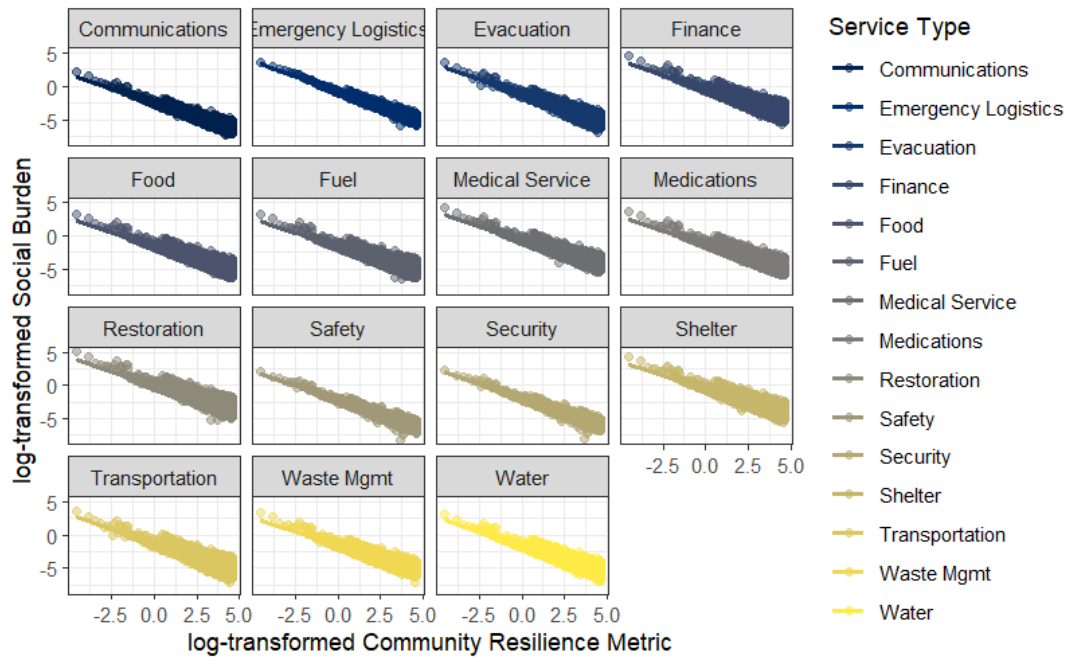 Communications
Emergency Logistics
Evacuation
Finance
5
0
-5
Food
Fuel
Medical Service
Medications
5
0
-5
Restoration
Safety
Security
Shelter
5
0
-5
-2.5 0.0 2.5 5.0
Transportation
Waste Mgmt
Water
5
0
-5
-2.5 0.0 2.5 5.0
-2.5 0.0 2.5 5.0
-2.5 0.0 2.5 5.0
log-transformed Social Burden
log-transformed Community Resilience Metric
Service Type
Communications
Emergency Logistics
Evacuation
Finance
Food
Fuel
Medical Service
Medications
Restoration
Safety
Security
Shelter
Transportation
Waste Mgmt
Water